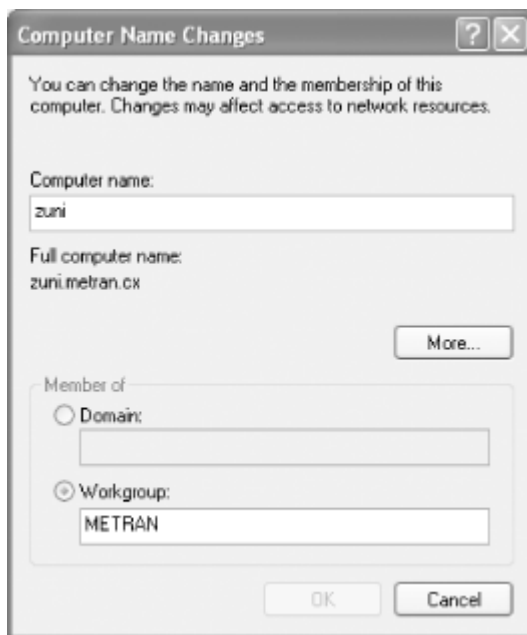 Computer Name Changes
You can change the name and the membership of this
computer. Changes may affect access to network resources.
Computer name:
zuni
Full computer name:
zuni.metran.cx
More...
Member of
Domain:
Workgroup:
METRAN
OK
Cancel